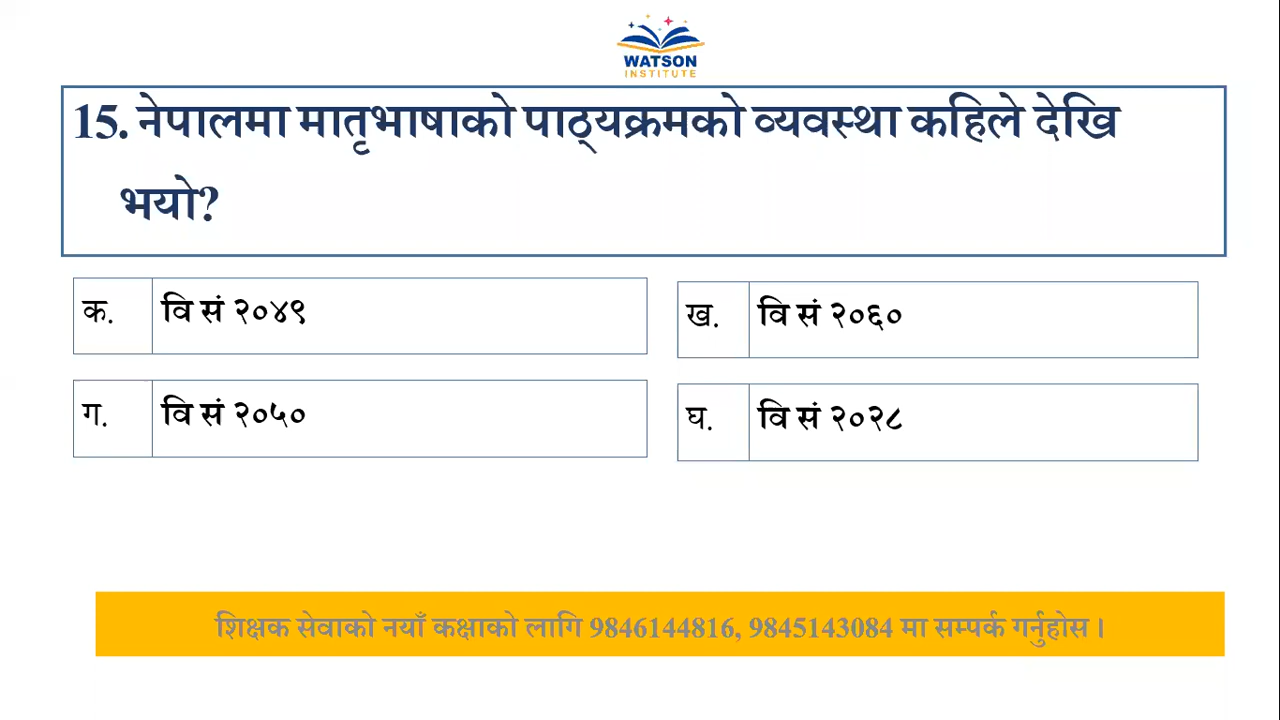 WATSON
INSTITUTE
15. नेपालमा मातृभाषाको पाठ्यक्रमको व्यवस्था कहिले देखि
भयो?
क. वि सं २०४९
ख. वि सं २०६०
ग. वि सं २०५०
घ. वि सं २०२८
शिक्षक सेवाको नयाँ कक्षाको लागि 9846144816, 9845143084 मा सम्पर्क गर्नुहोस ।